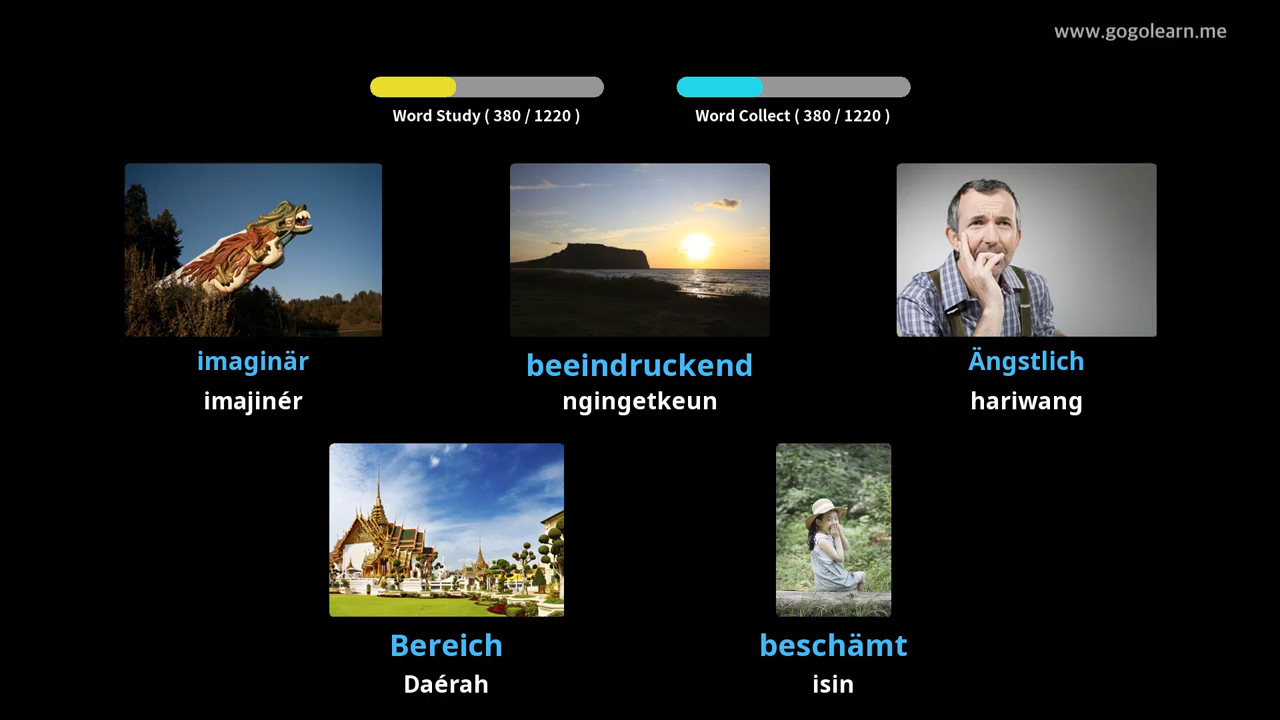 www.gogolearn.me
Word Study ( 380 / 1220 )
Word Collect ( 380 / 1220 )
imaginär
imajinér
beeindruckend
ngingetkeun
Ängstlich
hariwang
Bereich
Daérah
beschämt
isin